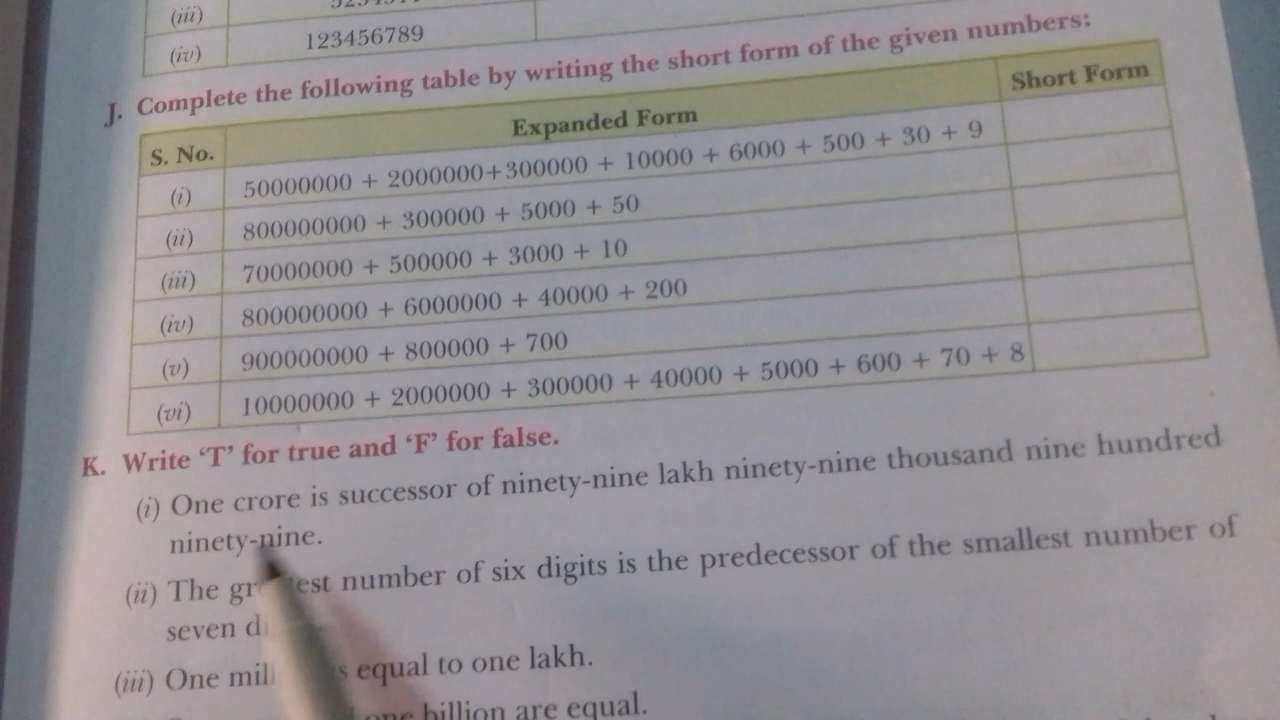 (iii)
(iv) 123456789
J. Complete the following table by writing the short form of the given numbers:
S. No. Expanded Form Short Form
(i) 50000000 + 2000000+300000 + 10000 + 6000 + 500 + 30 + 9
(ii) 800000000 + 300000 + 5000 + 50
(iii) 70000000 + 500000 + 3000 + 10
(iv) 800000000 + 6000000 + 40000 + 200
(v) 900000000 + 800000 + 700
(vi) 10000000 + 2000000 + 300000 + 40000 + 5000 + 600 + 70 + 8
K. Write ‘T’ for true and ‘F’ for false.
(i) One crore is successor of ninety-nine lakh ninety-nine thousand nine hundred
ninety-nine.
(ii) The number of six digits is the predecessor of the smallest number of
seven
(iii) One equal to one lakh.
one billion are equal.